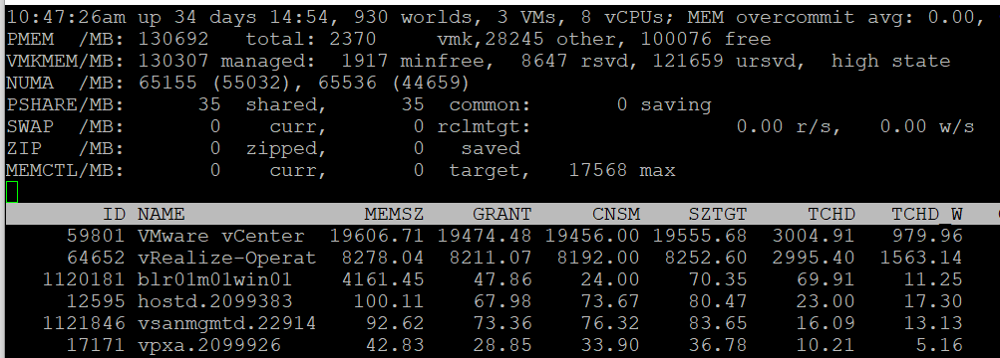 10:47:26am up 34 days 14:54, 930 worlds, 3 VMs, 8 vCPUs; MEM overcommit avg: 0.00,
PMEM  /MB: 130692   total: 2370     vmk,28245 other, 100076 free
VMKMEM/MB: 130307 managed:  1917 minfree,  8647 rsvd, 121659 ursvd,  high state
NUMA  /MB: 65155 (55032), 65536 (44659)
PSHARE/MB:      35  shared,      35  common:       0 saving
SWAP  /MB:       0    curr,       0 rclmtgt:                 0.00 r/s,   0.00 w/s
ZIP   /MB:       0  zipped,       0   saved
MEMCTL/MB:       0    curr,       0  target,   17568 max
ID NAME               MEMSZ    GRANT     CNSM    SZTGT     TCHD   TCHD_W
59801 VMware vCenter  19606.71 19474.48 19456.00 19555.68  3004.91   979.96
64652 vRealize-Operat  8278.04  8211.07  8192.00  8252.60  2995.40  1563.14
1120181 blr01m01win01    4161.45    47.86    24.00    70.35    69.91    11.25
12595 hostd.2099383     100.11    67.98    73.67    80.47    23.00    17.30
1121846 vsanmgmtd.22914   92.62    73.36    76.32    83.65    16.09    13.13
17171 vpxa.2099926       42.83    28.85    33.90    36.78    10.21     5.16